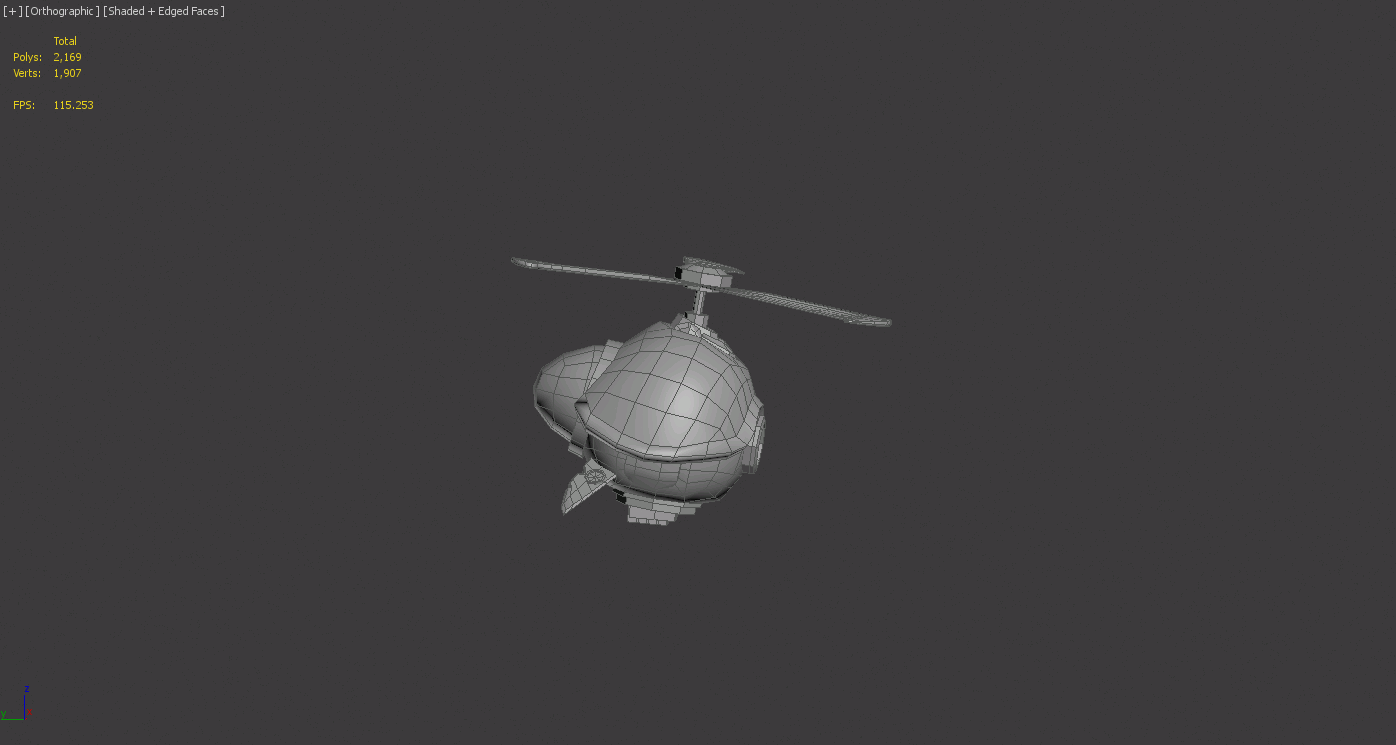 [+] [Orthographic ] [Shaded + Edged Faces ]
Total
Polys: 2,169
Verts: 1,907
FPS: 115.253
z
y